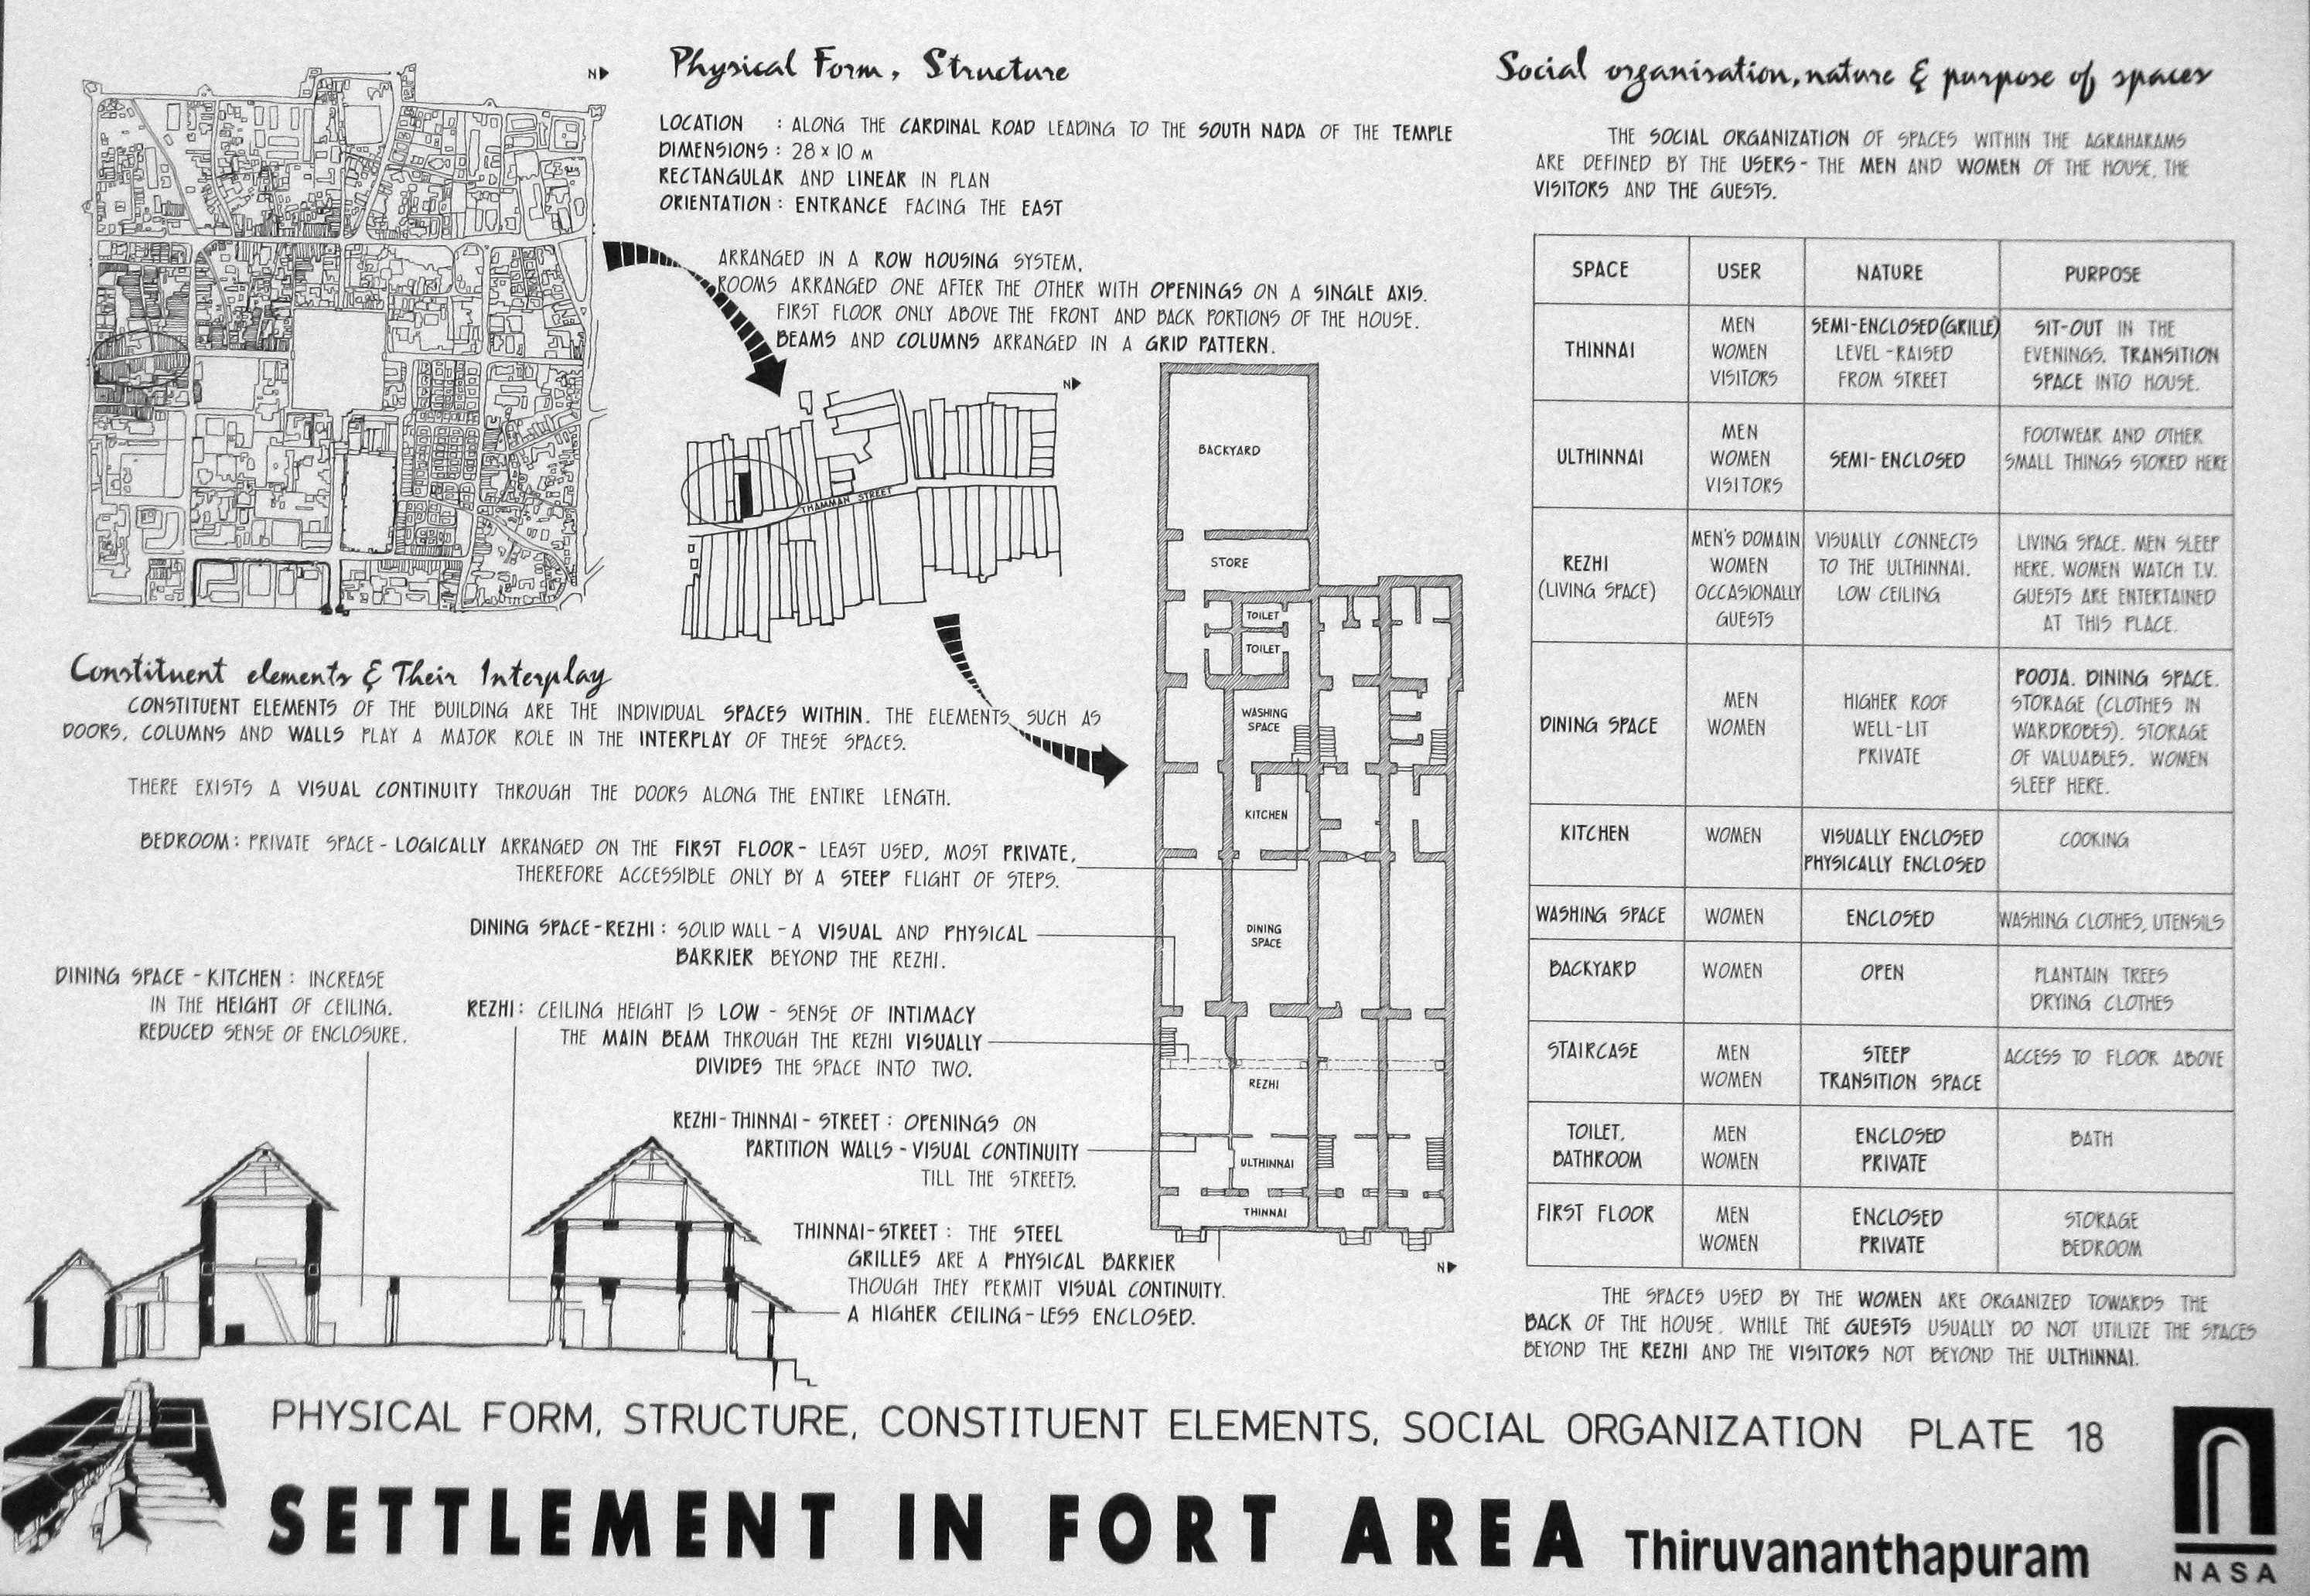 N
Physical Form, Structure
LOCATION : ALONG THE CARDINAL ROAD LEADING TO THE SOUTH NADA OF THE TEMPLE
DIMENSIONS : 28 x 10 M
RECTANGULAR AND LINEAR IN PLAN
ORIENTATION : ENTRANCE FACING THE EAST
ARRANGED IN A ROW HOUSING SYSTEM.
ROOMS ARRANGED ONE AFTER THE OTHER WITH OPENINGS ON A SINGLE AXIS.
FIRST FLOOR ONLY ABOVE THE FRONT AND BACK PORTIONS OF THE HOUSE.
BEAMS AND COLUMNS ARRANGED IN A GRID PATTERN.
N
THAMMAN STREET
Constituent elements & Their Interplay
CONSTITUENT ELEMENTS OF THE BUILDING ARE THE INDIVIDUAL SPACES WITHIN. THE ELEMENTS SUCH AS
DOORS, COLUMNS AND WALLS PLAY A MAJOR ROLE IN THE INTERPLAY OF THESE SPACES.
THERE EXISTS A VISUAL CONTINUITY THROUGH THE DOORS ALONG THE ENTIRE LENGTH.
BEDROOM : PRIVATE SPACE - LOGICALLY ARRANGED ON THE FIRST FLOOR - LEAST USED, MOST PRIVATE,
THEREFORE ACCESSIBLE ONLY BY A STEEP FLIGHT OF STEPS.
DINING SPACE-REZHI : SOLID WALL - A VISUAL AND PHYSICAL
BARRIER BEYOND THE REZHI.
DINING SPACE - KITCHEN : INCREASE
IN THE HEIGHT OF CEILING.
REDUCED SENSE OF ENCLOSURE.
REZHI : CEILING HEIGHT IS LOW - SENSE OF INTIMACY
THE MAIN BEAM THROUGH THE REZHI VISUALLY
DIVIDES THE SPACE INTO TWO.
REZHI-THINNAI-STREET : OPENINGS ON
PARTITION WALLS - VISUAL CONTINUITY
TILL THE STREETS.
THINNAI-STREET : THE STEEL
GRILLES ARE A PHYSICAL BARRIER
THOUGH THEY PERMIT VISUAL CONTINUITY.
A HIGHER CEILING-LESS ENCLOSED.
BACKYARD
STORE
TOILET
TOILET
WASHING
SPACE
KITCHEN
DINING
SPACE
REZHI
ULTHINNAI
THINNAI
N
Social organisation, nature & purpose of spaces
THE SOCIAL ORGANIZATION OF SPACES WITHIN THE AGRAHARAMS
ARE DEFINED BY THE USERS - THE MEN AND WOMEN OF THE HOUSE, THE
VISITORS AND THE GUESTS.
SPACE USER NATURE PURPOSE
THINNAI
MEN
WOMEN
VISITORS
SEMI-ENCLOSED(GRILLE)
LEVEL-RAISED
FROM STREET
SIT-OUT IN THE
EVENINGS. TRANSITION
SPACE INTO HOUSE.
ULTHINNAI
MEN
WOMEN
VISITORS
SEMI-ENCLOSED
FOOTWEAR AND OTHER
SMALL THINGS STORED HERE
REZHI
(LIVING SPACE)
MEN'S DOMAIN
WOMEN
OCCASIONALLY
GUESTS
VISUALLY CONNECTS
TO THE ULTHINNAI.
LOW CEILING
LIVING SPACE. MEN SLEEP
HERE. WOMEN WATCH T.V.
GUESTS ARE ENTERTAINED
AT THIS PLACE.
DINING SPACE
MEN
WOMEN
HIGHER ROOF
WELL-LIT
PRIVATE
POOJA. DINING SPACE.
STORAGE (CLOTHES IN
WARDROBES). STORAGE
OF VALUABLES. WOMEN
SLEEP HERE.
KITCHEN
WOMEN
VISUALLY ENCLOSED
PHYSICALLY ENCLOSED
COOKING
WASHING SPACE
WOMEN
ENCLOSED
WASHING CLOTHES, UTENSILS
BACKYARD
WOMEN
OPEN
PLANTAIN TREES
DRYING CLOTHES
STAIRCASE
MEN
WOMEN
STEEP
TRANSITION SPACE
ACCESS TO FLOOR ABOVE
TOILET,
BATHROOM
MEN
WOMEN
ENCLOSED
PRIVATE
BATH
FIRST FLOOR
MEN
WOMEN
ENCLOSED
PRIVATE
STORAGE
BEDROOM
THE SPACES USED BY THE WOMEN ARE ORGANIZED TOWARDS THE
BACK OF THE HOUSE. WHILE THE GUESTS USUALLY DO NOT UTILIZE THE SPACES
BEYOND THE REZHI AND THE VISITORS NOT BEYOND THE ULTHINNAI.
PHYSICAL FORM, STRUCTURE, CONSTITUENT ELEMENTS, SOCIAL ORGANIZATION PLATE 18
SETTLEMENT IN FORT AREA Thiruvananthapuram
NASA